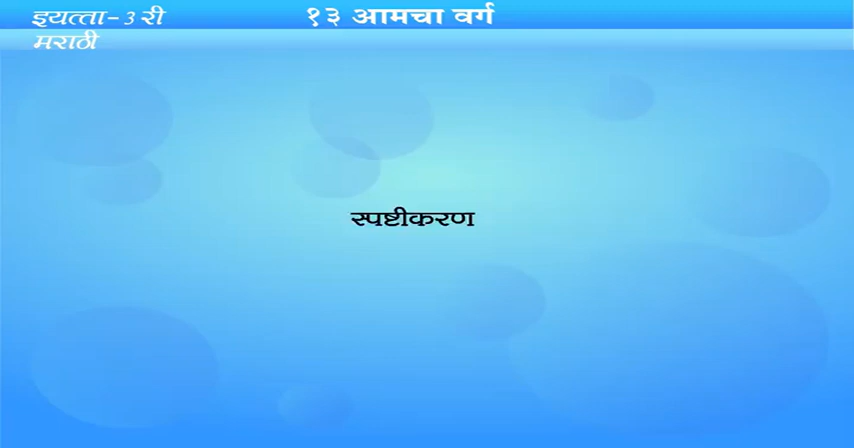 इयत्ता- 3 री
१३ आमचा वर्ग
मराठी
स्पष्टीकरण